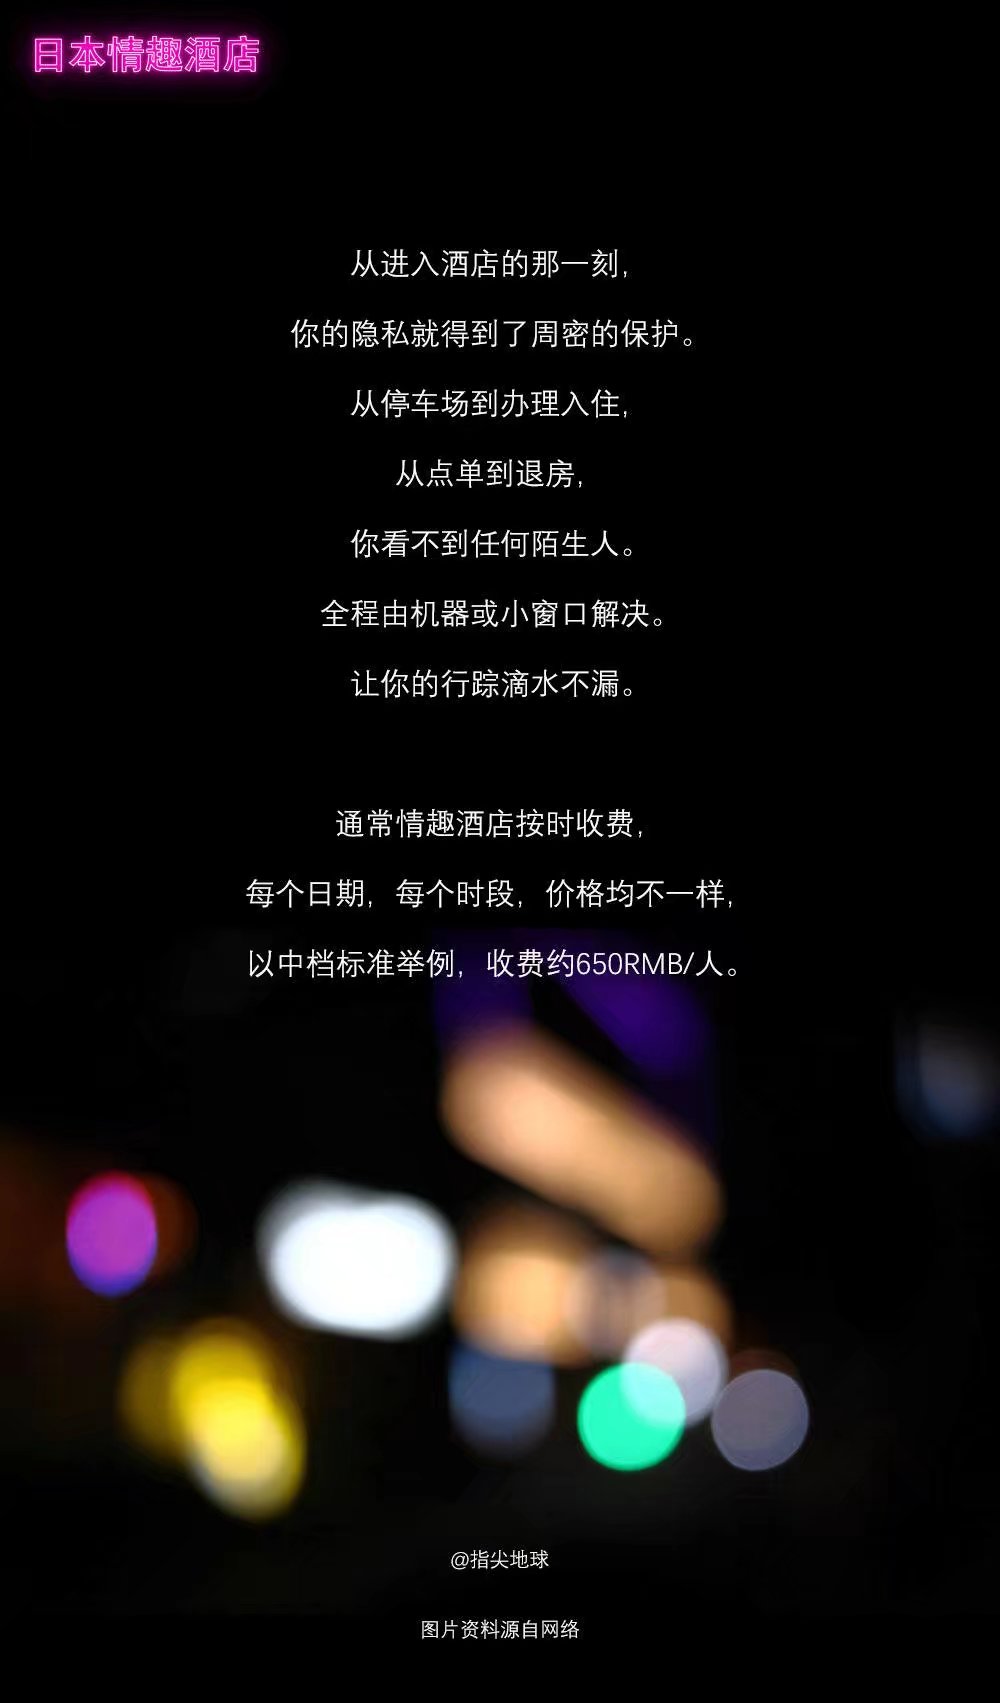 日本情趣酒店
从进入酒店的那一刻，
你的隐私就得到了周密的保护。
从停车场到办理入住，
从点单到退房，
你看不到任何陌生人。
全程由机器或小窗口解决。
让你的行踪滴水不漏。
通常情趣酒店按时收费，
每个日期，每个时段，价格均不一样，
以中档标准举例，收费约650RMB/人。
@指尖地球
图片资料源自网络